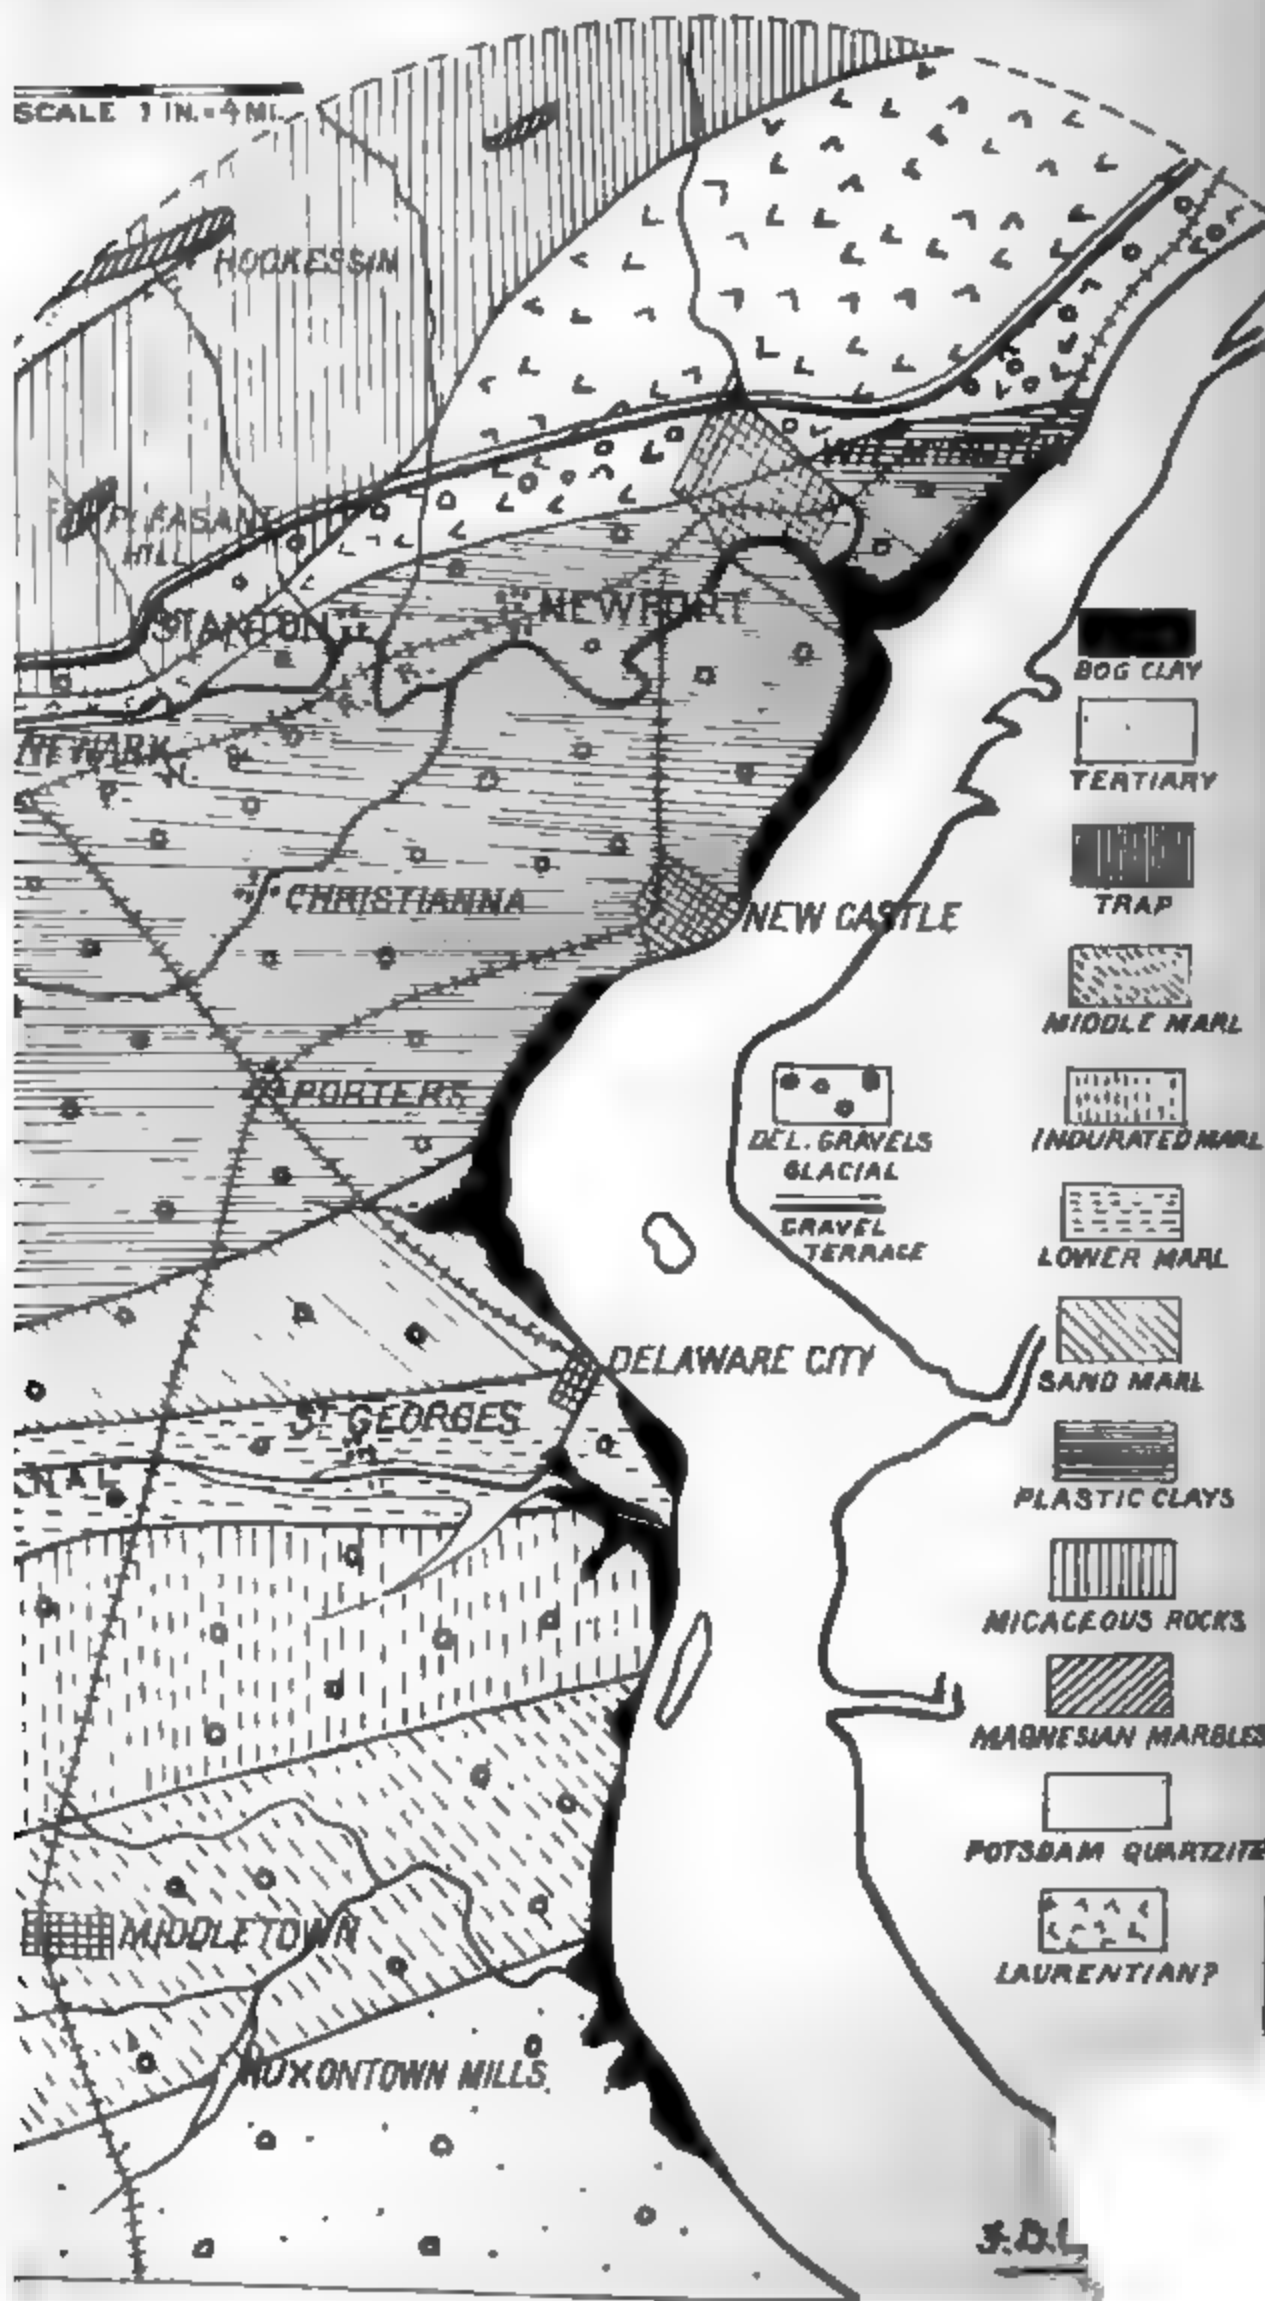 SCALE 1 IN. = 4 MI.
HOCKESSIN
WILMINGTON
PLEASANT
HILL
STANTON
NEWPORT
NEWARK
CHRISTIANNA
NEW CASTLE
PORTERS
DELAWARE CITY
ST GEORGES
NAL
MIDDLETOWN
NOXONTOWN MILLS
DEL. GRAVELS
GLACIAL
GRAVEL
TERRACE
BOG CLAY
TERTIARY
TRAP
MIDDLE MARL
INDURATED MARL
LOWER MARL
SAND MARL
PLASTIC CLAYS
MICACEOUS ROCKS
MAGNESIAN MARBLES
POTSDAM QUARTZITE
LAURENTIAN?